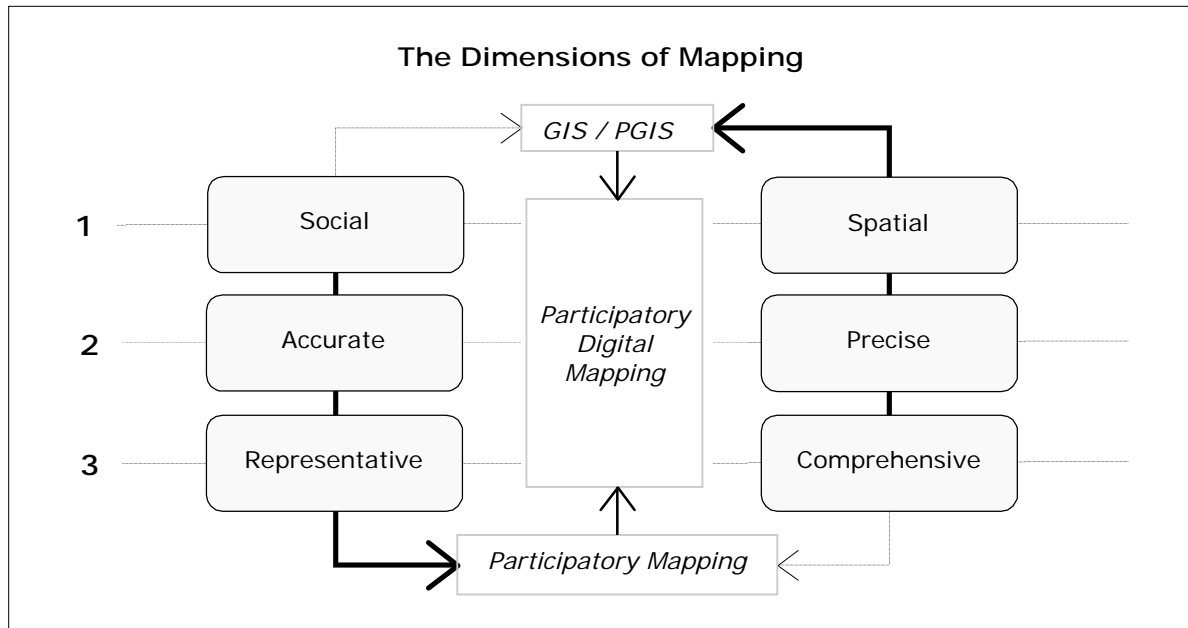 The Dimensions of Mapping
GIS / PGIS
1
Social
Spatial
2
Accurate
Participatory
Digital
Mapping
Precise
3
Representative
Comprehensive
Participatory Mapping